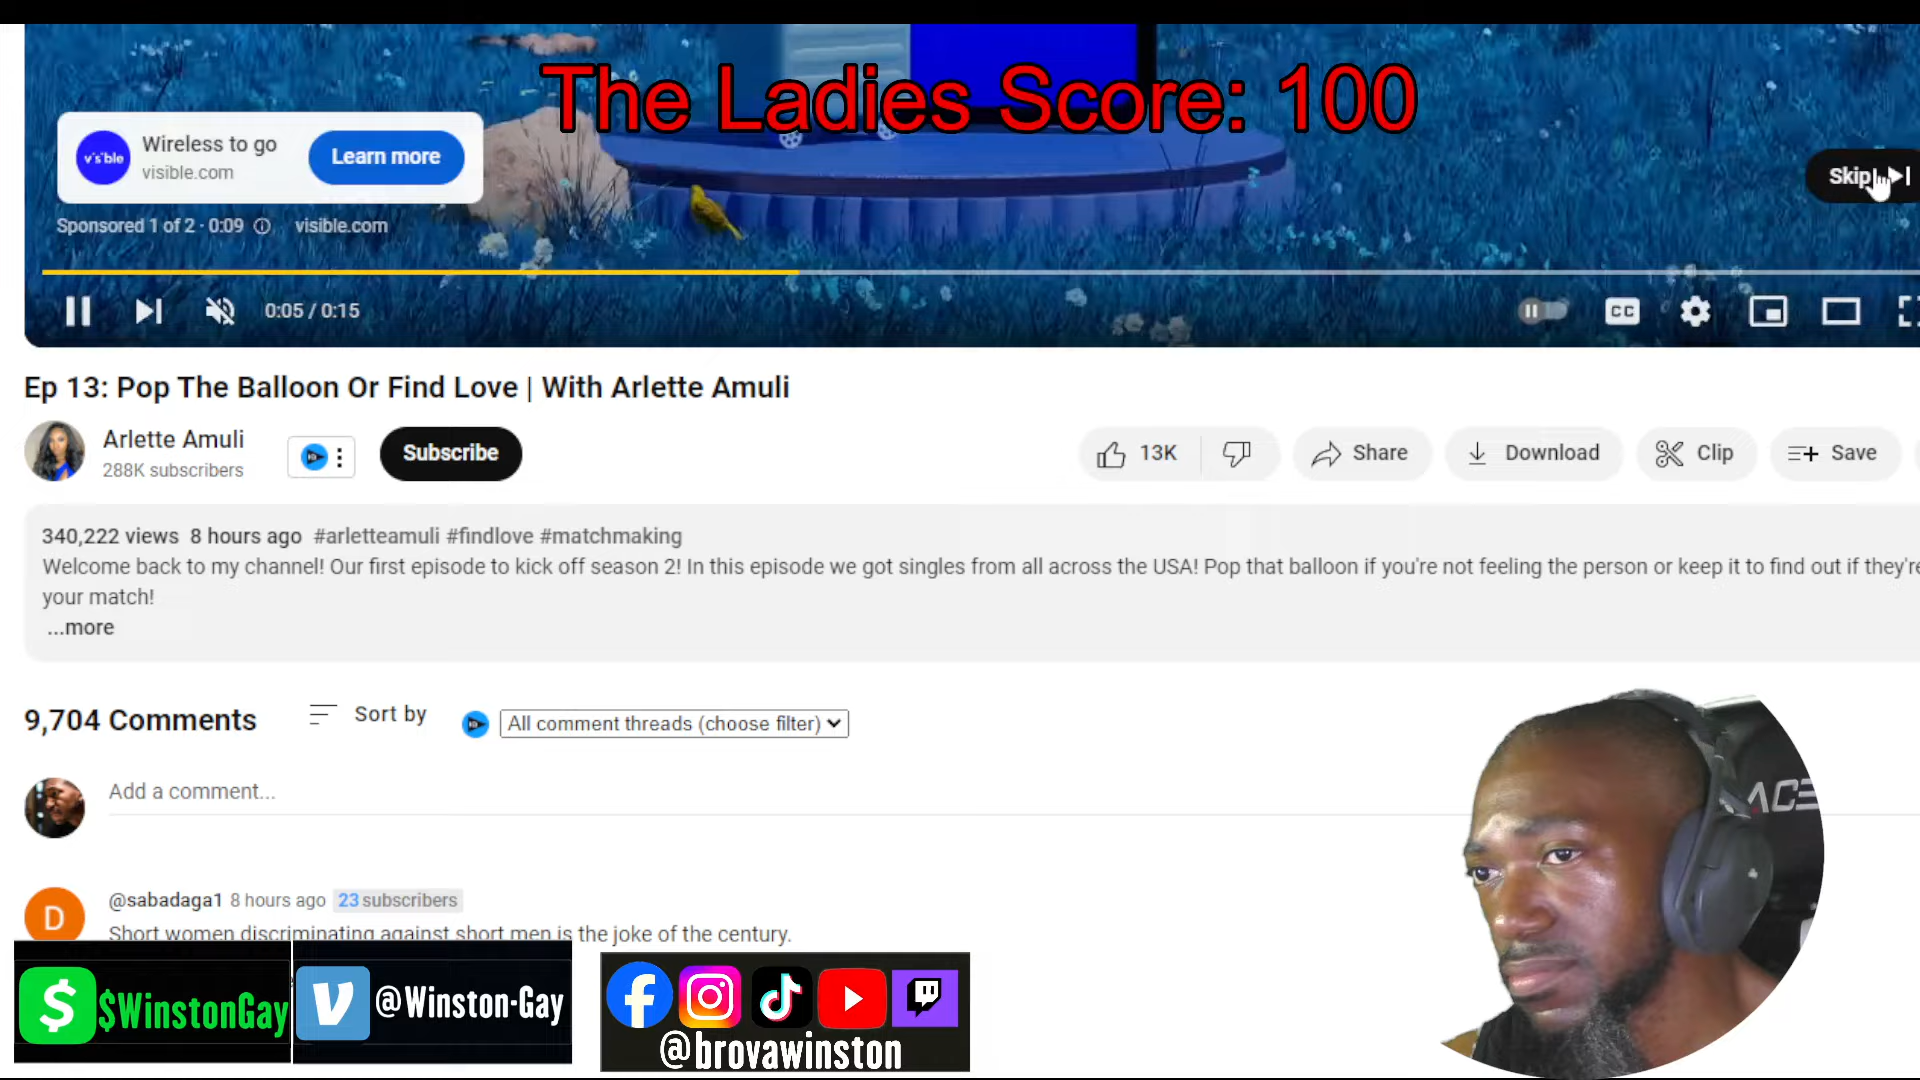 The Ladies Score: 100
Wireless to go
visible.com
visible
Learn more
Skip
Sponsored 1 of 2 · 0:09
visible.com
0:05 / 0:15
CC
Ep 13: Pop The Balloon Or Find Love | With Arlette Amuli
Arlette Amuli
288K subscribers
Subscribe
13K
Share
Download
Clip
Save
340,222 views 8 hours ago #arletteamuli #findlove #matchmaking
Welcome back to my channel! Our first episode to kick off season 2! In this episode we got singles from all across the USA! Pop that balloon if you're not feeling the person or keep it to find out if they're
your match!
...more
9,704 Comments
Sort by
All comment threads (choose filter)
Add a comment...
D
@sabadaga1 8 hours ago 23 subscribers
Short women discriminating against short men is the joke of the century.
$WinstonGay
@Winston-Gay
@brovawinston